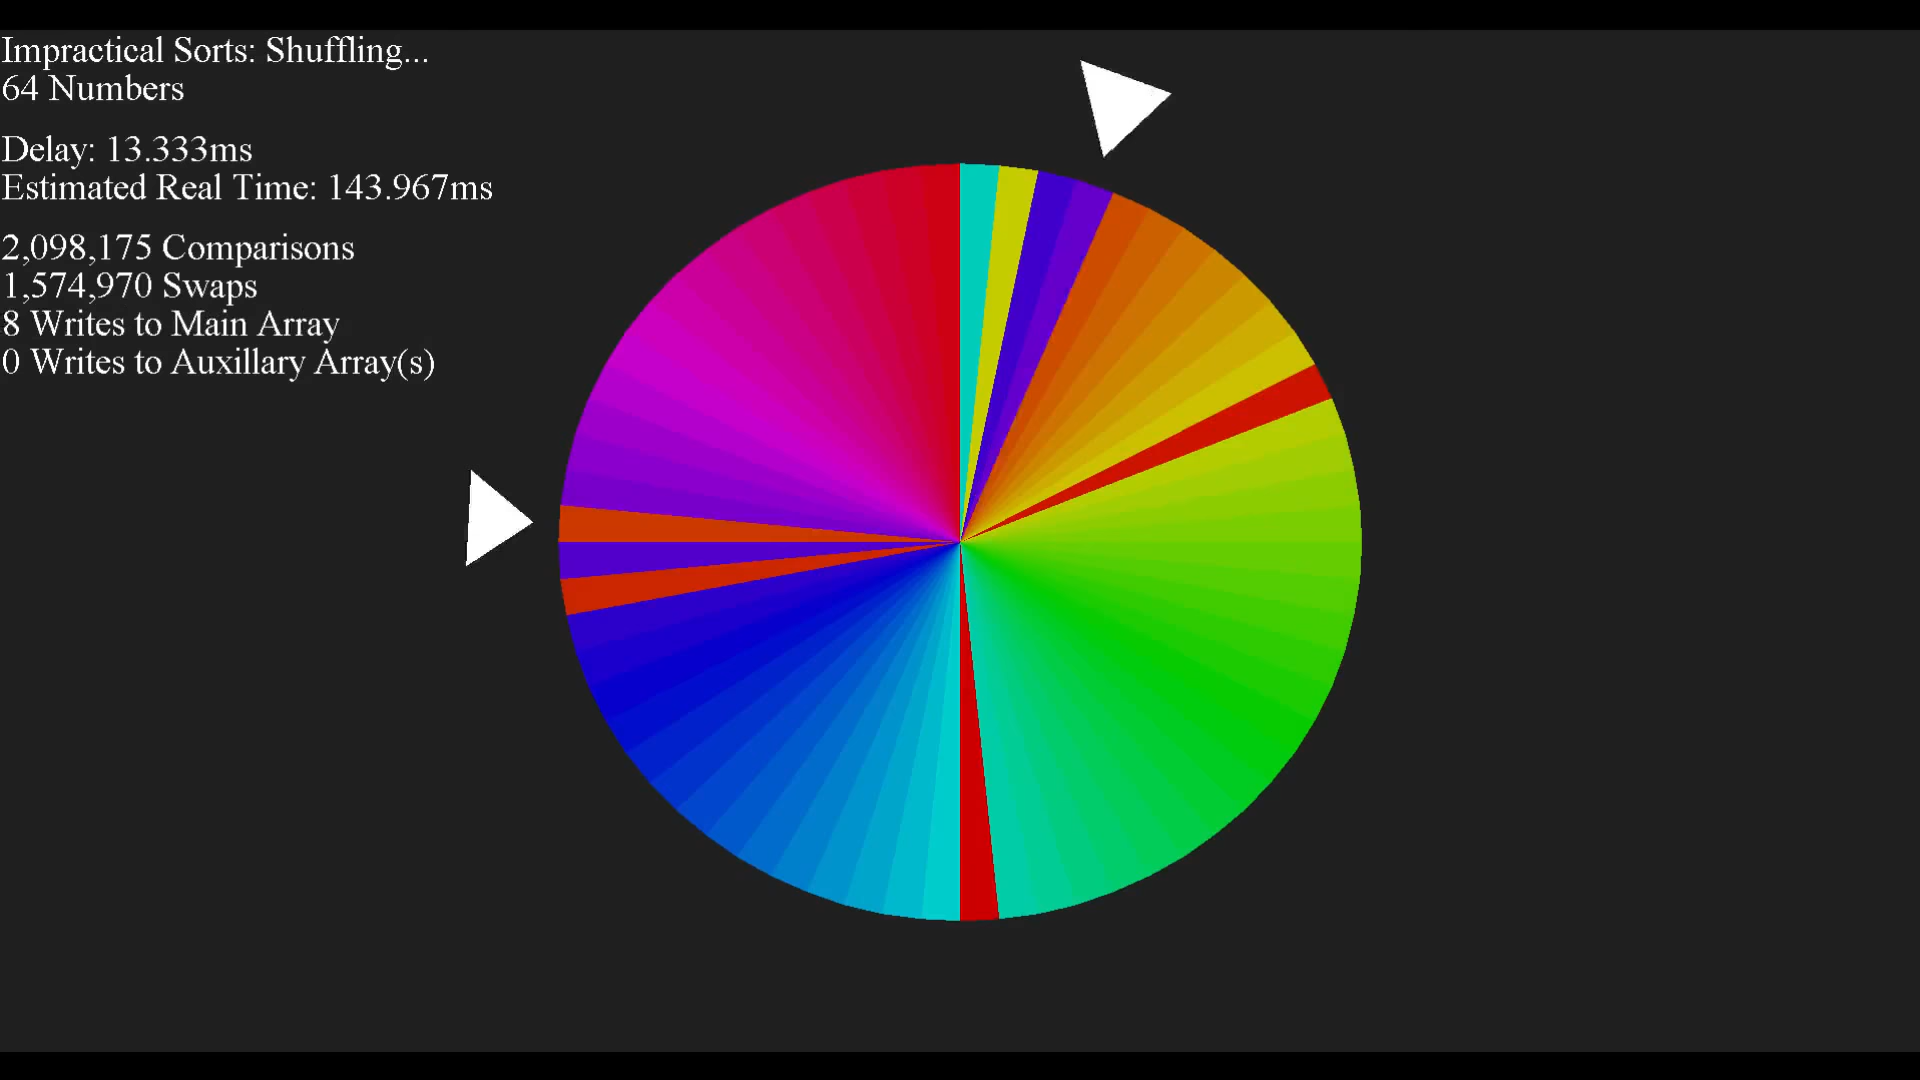 Impractical Sorts: Shuffling...
64 Numbers
Delay: 13.333ms
Estimated Real Time: 143.967ms
2,098,175 Comparisons
1,574,970 Swaps
8 Writes to Main Array
0 Writes to Auxillary Array(s)